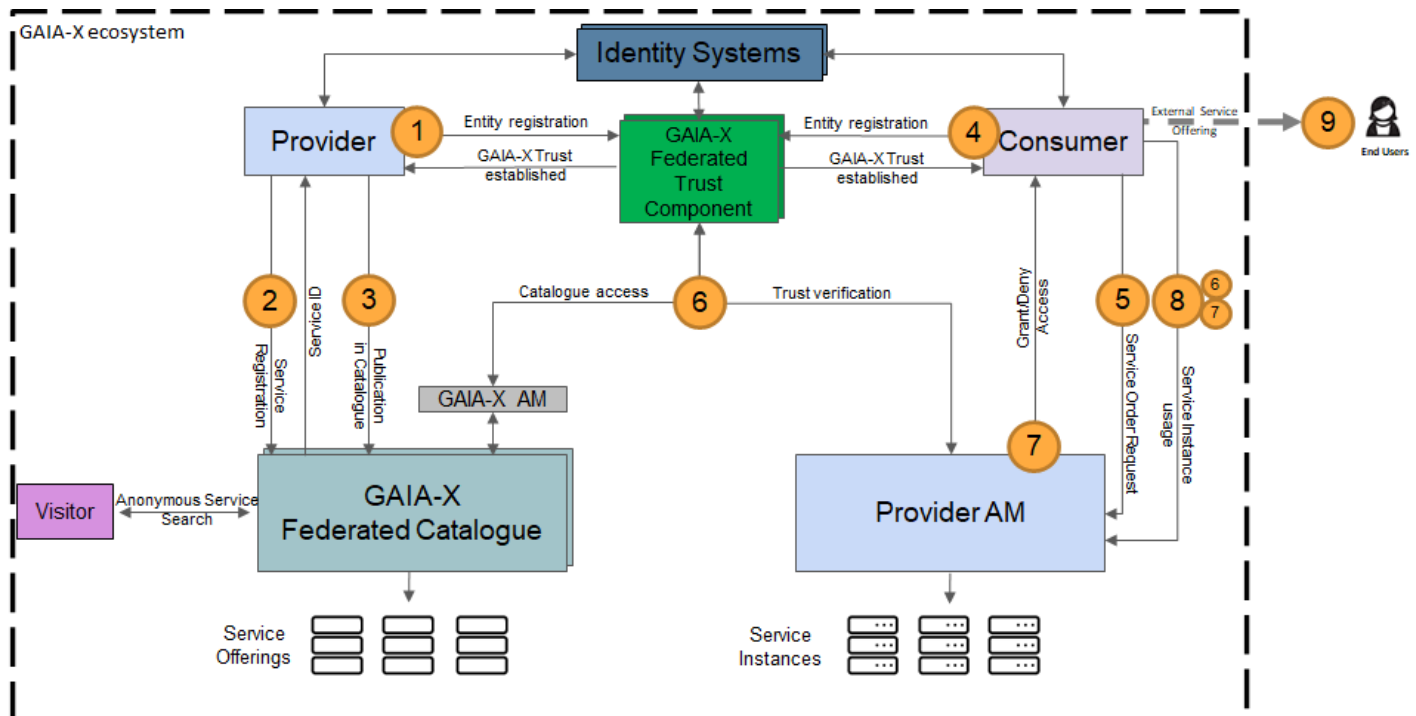 GAIA-X ecosystem
Identity Systems
Provider
1
Entity registration
GAIA-X Trust
established
GAIA-X
Federated
Trust
Component
Entity registration
GAIA-X Trust
established
4
Consumer
External Service
Offering
9
End Users
2
Service
Registration
Service ID
3
Publication
in Catalogue
Catalogue access
6
Trust verification
Grant/Deny
Access
5
Service Order Request
8
6
7
Service Instance
usage
GAIA-X AM
7
Visitor
Anonymous Service
Search
GAIA-X
Federated Catalogue
Provider AM
Service
Offerings
Service
Instances